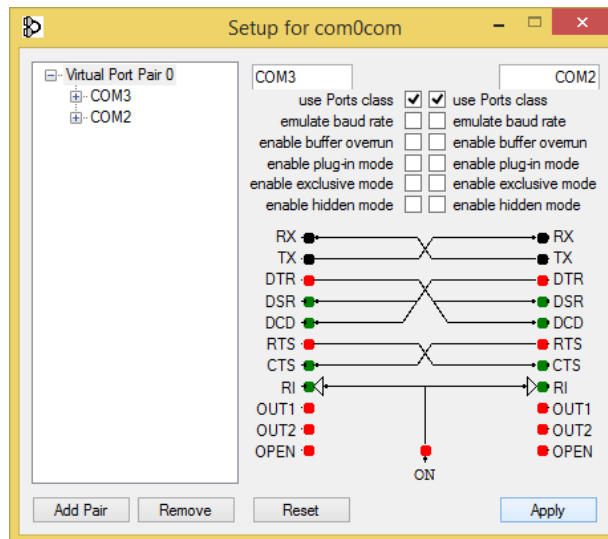 Setup for com0com
Virtual Port Pair 0
COM3
COM2
COM3 COM2
use Ports class use Ports class
emulate baud rate emulate baud rate
enable buffer overrun enable buffer overrun
enable plug-in mode enable plug-in mode
enable exclusive mode enable exclusive mode
enable hidden mode enable hidden mode
RX RX
TX TX
DTR DTR
DSR DSR
DCD DCD
RTS RTS
CTS CTS
RI RI
OUT1 OUT1
OUT2 OUT2
OPEN OPEN
ON
Add Pair Remove Reset Apply